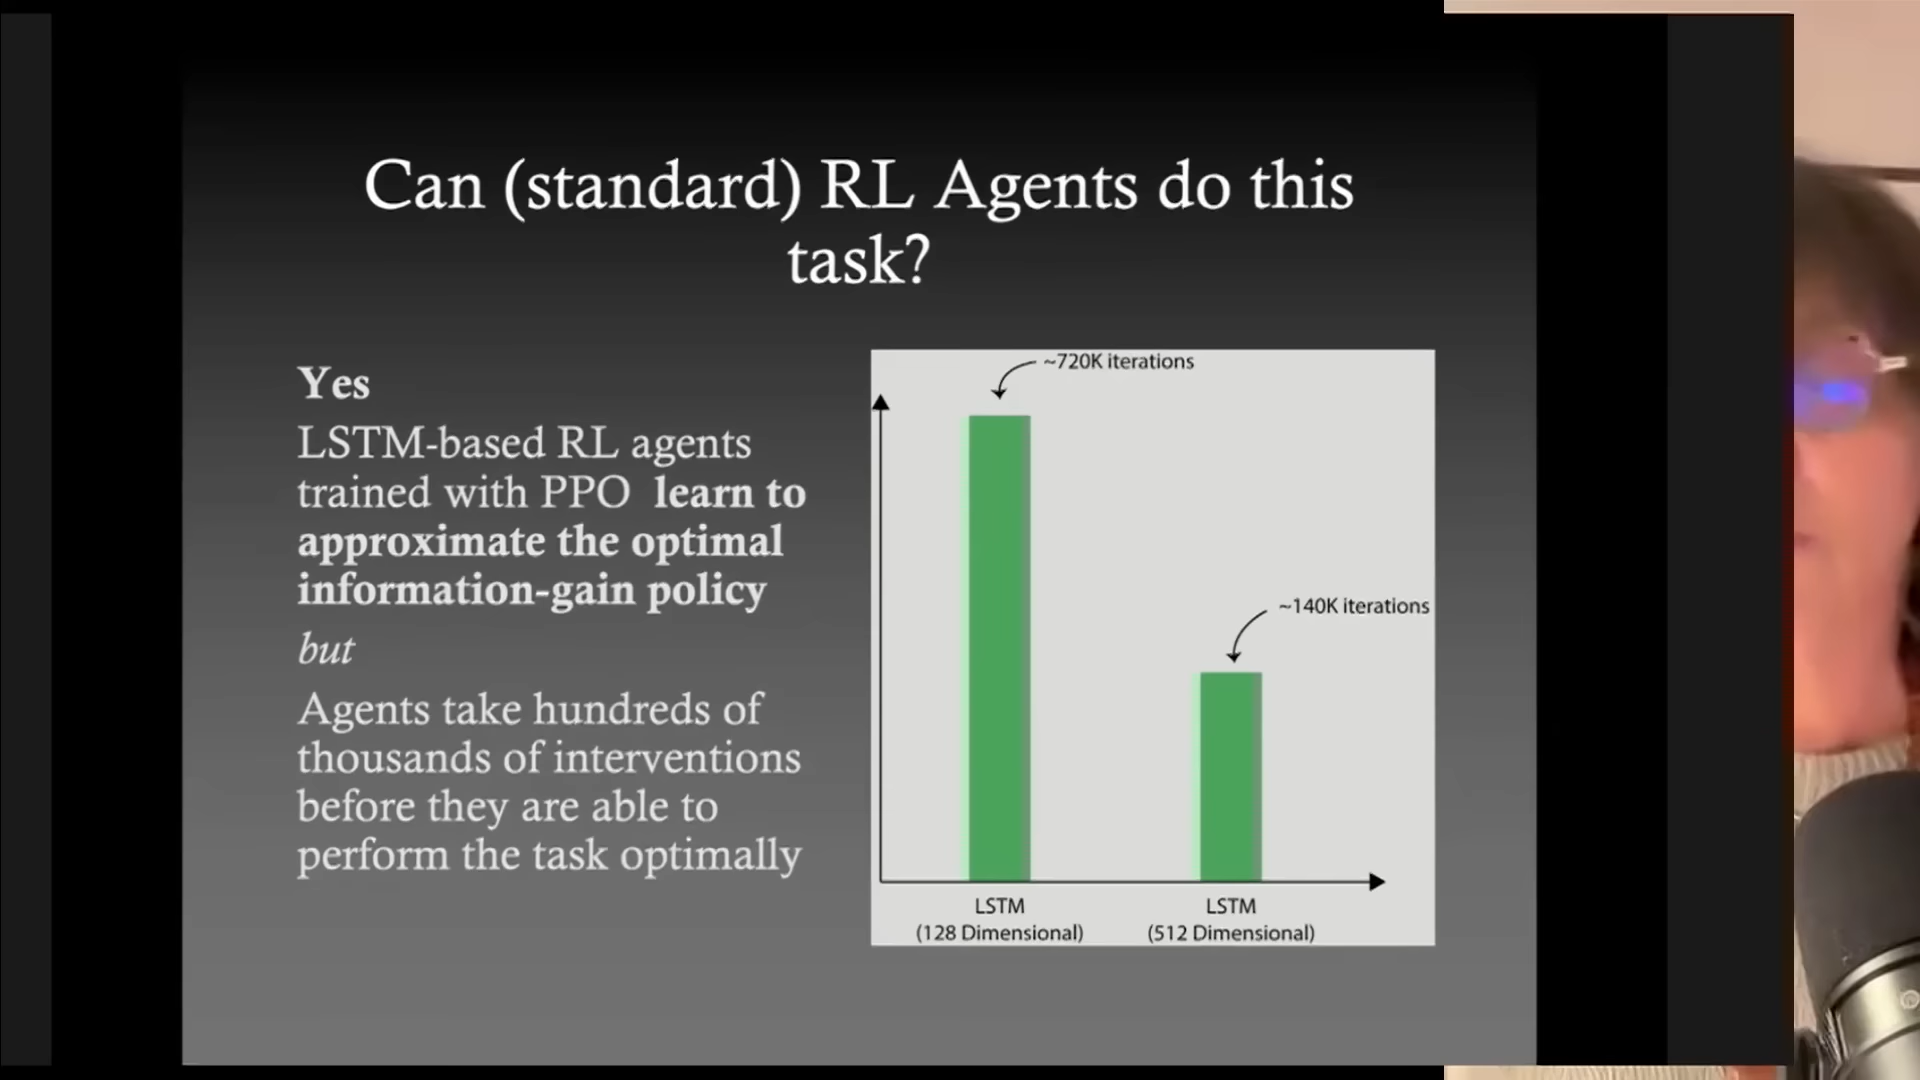 Can (standard) RL Agents do this
task?
Yes
LSTM-based RL agents
trained with PPO learn to
approximate the optimal
information-gain policy
but
Agents take hundreds of
thousands of interventions
before they are able to
perform the task optimally
~720K iterations
~140K iterations
LSTM
(128 Dimensional)
LSTM
(512 Dimensional)